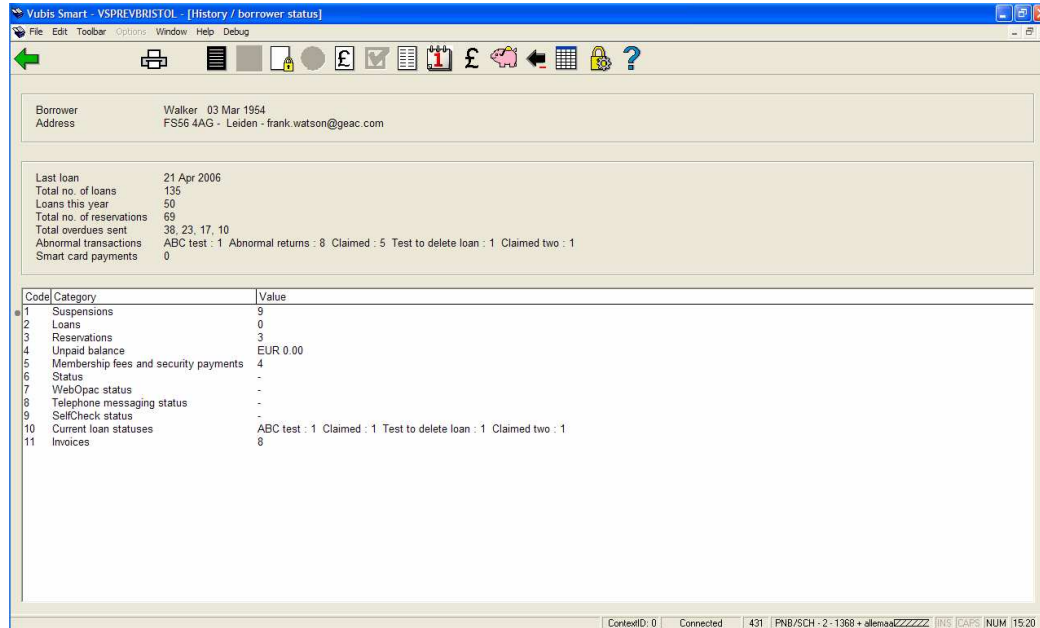 Vubis Smart - VSPREVBRISTOL - [History / borrower status]
File Edit Toolbar Options Window Help Debug
£ 1 £ ?
Borrower Walker 03 Mar 1954
Address FS56 4AG - Leiden - frank.watson@geac.com
Last loan 21 Apr 2006
Total no. of loans 135
Loans this year 50
Total no. of reservations 69
Total overdues sent 38, 23, 17, 10
Abnormal transactions ABC test : 1 Abnormal returns : 8 Claimed : 5 Test to delete loan : 1 Claimed two : 1
Smart card payments 0
Code Category Value
1 Suspensions 9
2 Loans 0
3 Reservations 3
4 Unpaid balance EUR 0.00
5 Membership fees and security payments 4
6 Status -
7 WebOpac status -
8 Telephone messaging status -
9 SelfCheck status -
10 Current loan statuses ABC test : 1 Claimed : 1 Test to delete loan : 1 Claimed two : 1
11 Invoices 8
ContextID: 0 Connected 431 PNB/SCH - 2 - 1368 + allemaalZZZZZZ INS CAPS NUM 15:20